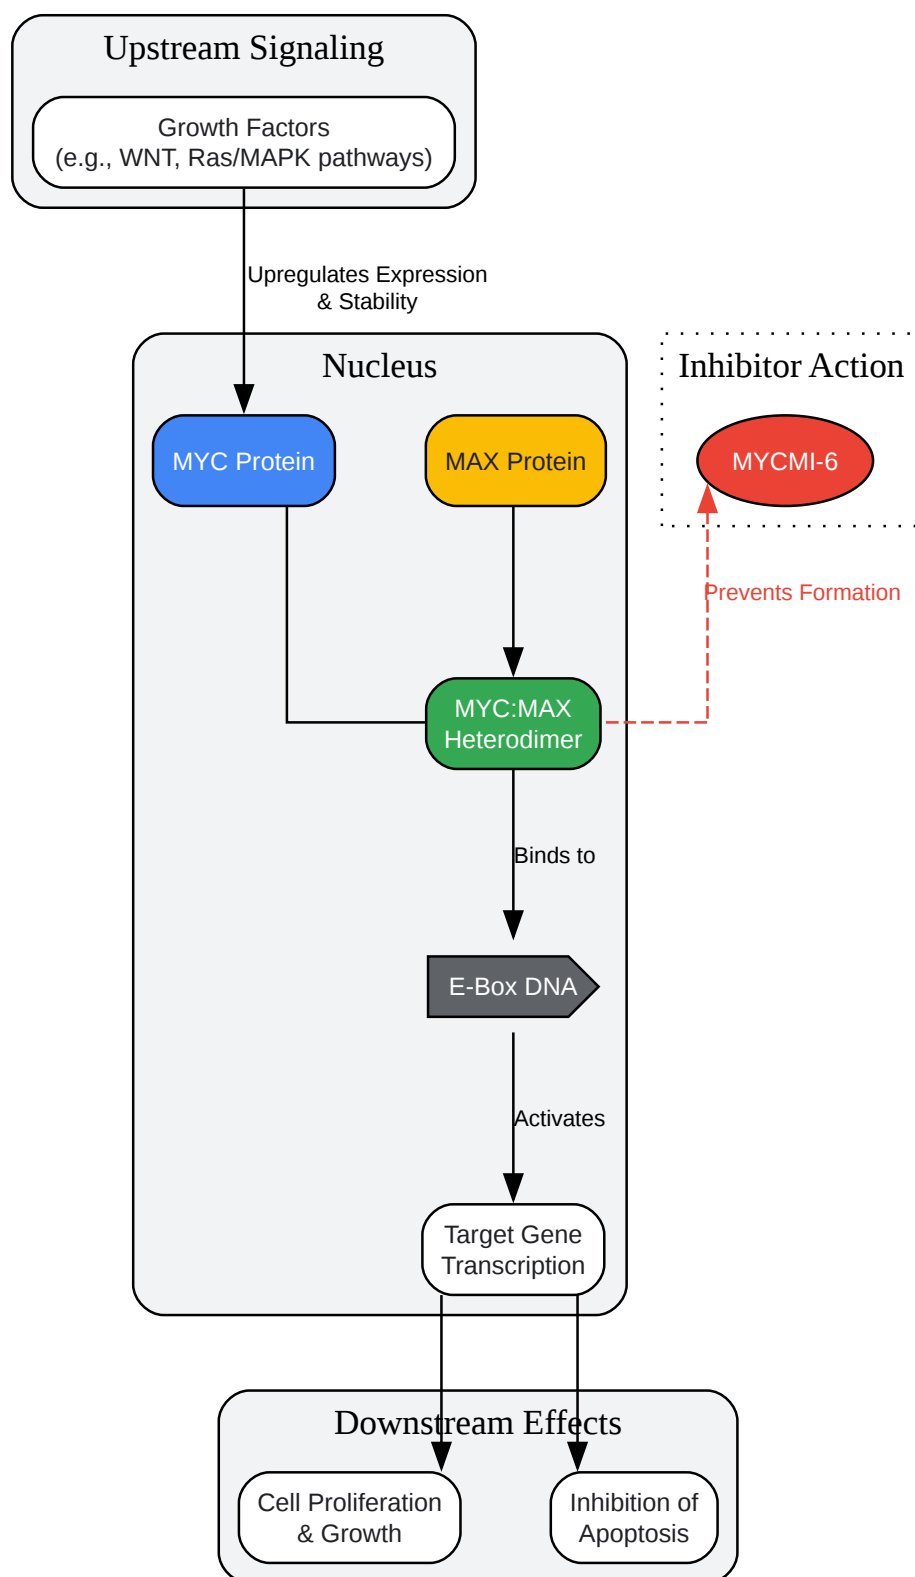 Upstream Signaling
Growth Factors
(e.g., WNT, Ras/MAPK pathways)
Upregulates Expression
& Stability
Nucleus
Inhibitor Action
MYC Protein
MAX Protein
MYCMI-6
Prevents Formation
MYC:MAX
Heterodimer
Binds to
E-Box DNA
Activates
Target Gene
Transcription
Downstream Effects
Cell Proliferation
& Growth
Inhibition of
Apoptosis